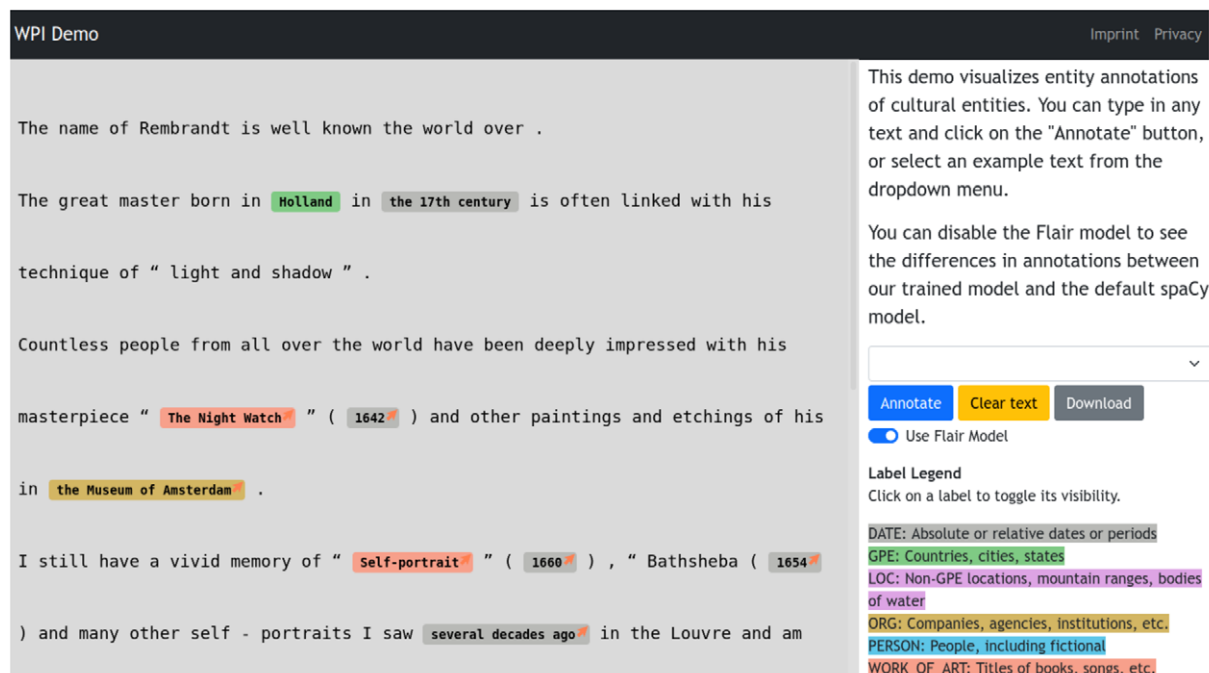 WPI Demo
Imprint Privacy
The name of Rembrandt is well known the world over .
The great master born in Holland in the 17th century is often linked with his
technique of “ light and shadow ” .
Countless people from all over the world have been deeply impressed with his
masterpiece “ The Night Watch ” ( 1642 ) and other paintings and etchings of his
in the Museum of Amsterdam .
I still have a vivid memory of “ Self-portrait ” ( 1660 ) , “ Bathsheba ( 1654
) and many other self - portraits I saw several decades ago in the Louvre and am
This demo visualizes entity annotations
of cultural entities. You can type in any
text and click on the "Annotate" button,
or select an example text from the
dropdown menu.
You can disable the Flair model to see
the differences in annotations between
our trained model and the default spaCy
model.
Annotate Clear text Download
Use Flair Model
Label Legend
Click on a label to toggle its visibility.
DATE: Absolute or relative dates or periods
GPE: Countries, cities, states
LOC: Non-GPE locations, mountain ranges, bodies
of water
ORG: Companies, agencies, institutions, etc.
PERSON: People, including fictional
WORK_OF_ART: Titles of books, songs, etc.